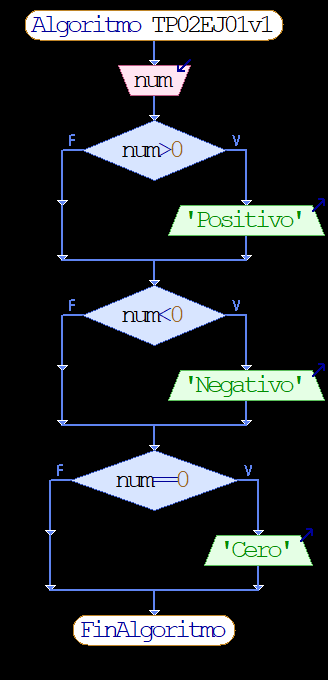 Algoritmo TP02EJ01v1
num
num>0
F
V
'Positivo'
num<0
F
V
'Negativo'
num==0
F
V
'Cero'
FinAlgoritmo